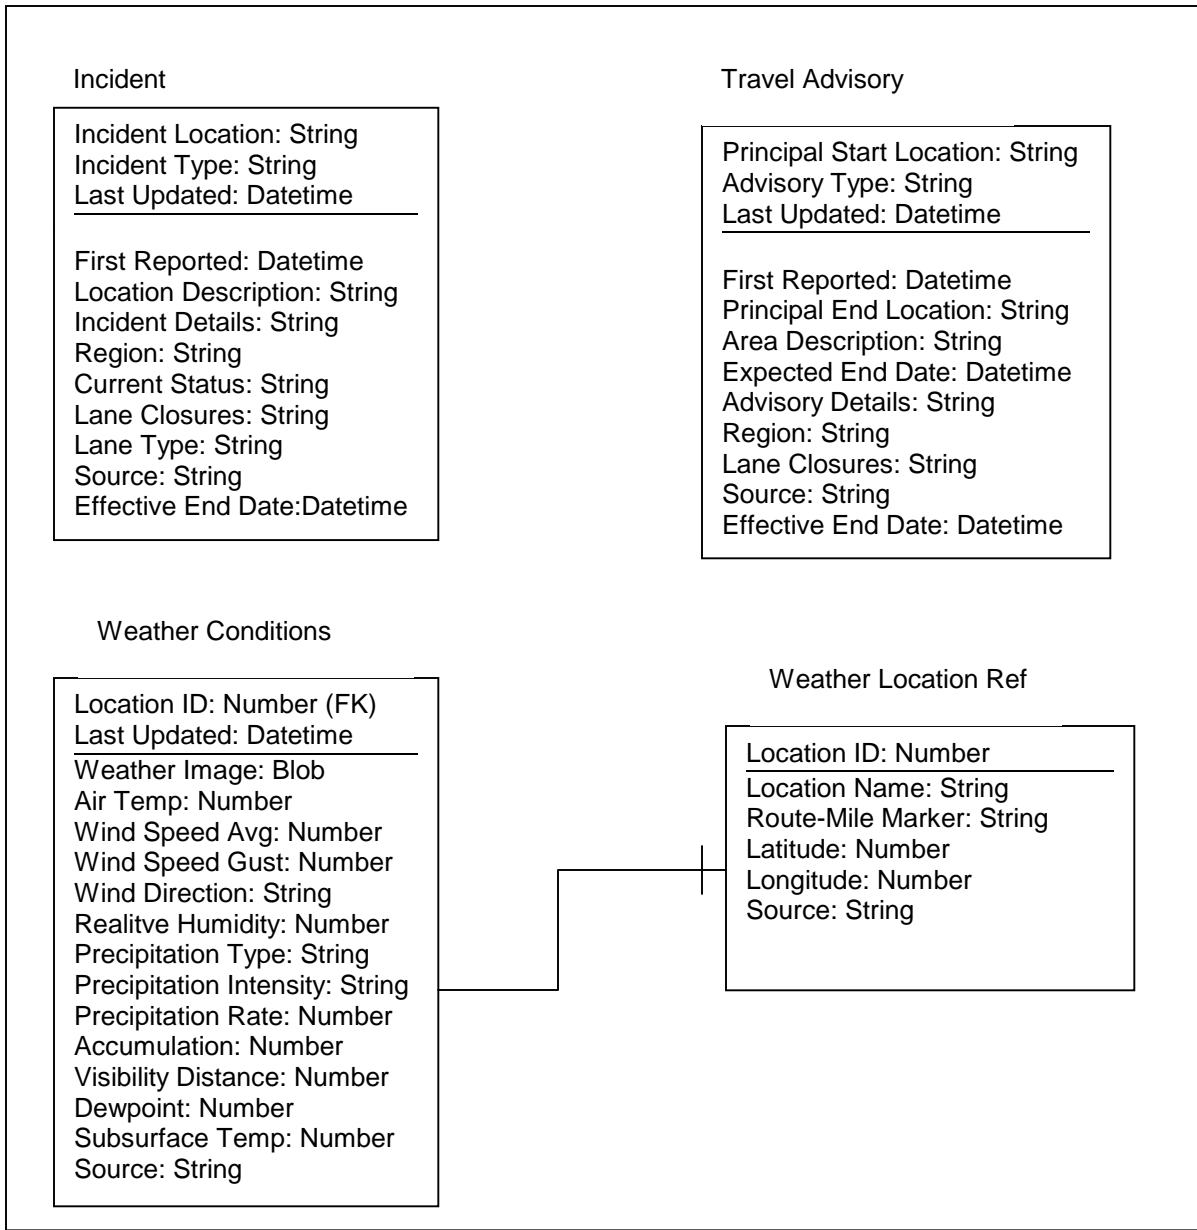 Incident
Incident Location: String
Incident Type: String
Last Updated: Datetime
First Reported: Datetime
Location Description: String
Incident Details: String
Region: String
Current Status: String
Lane Closures: String
Lane Type: String
Source: String
Effective End Date:Datetime
Travel Advisory
Principal Start Location: String
Advisory Type: String
Last Updated: Datetime
First Reported: Datetime
Principal End Location: String
Area Description: String
Expected End Date: Datetime
Advisory Details: String
Region: String
Lane Closures: String
Source: String
Effective End Date: Datetime
Weather Conditions
Location ID: Number (FK)
Last Updated: Datetime
Weather Image: Blob
Air Temp: Number
Wind Speed Avg: Number
Wind Speed Gust: Number
Wind Direction: String
Realitve Humidity: Number
Precipitation Type: String
Precipitation Intensity: String
Precipitation Rate: Number
Accumulation: Number
Visibility Distance: Number
Dewpoint: Number
Subsurface Temp: Number
Source: String
Weather Location Ref
Location ID: Number
Location Name: String
Route-Mile Marker: String
Latitude: Number
Longitude: Number
Source: String